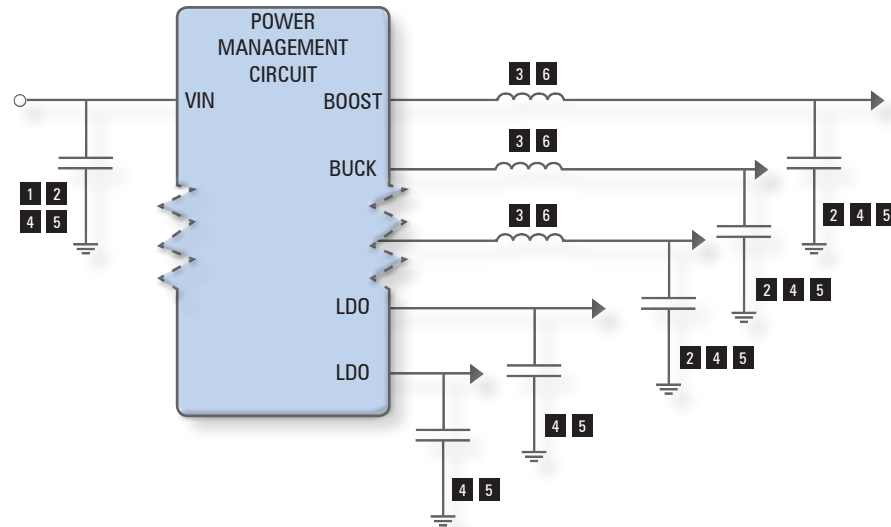 POWER
MANAGEMENT
CIRCUIT
3 6
VIN
BOOST
3 6
BUCK
1 2
4 5
3 6
2 4 5
2 4 5
LDO
2 4 5
LDO
4 5
4 5